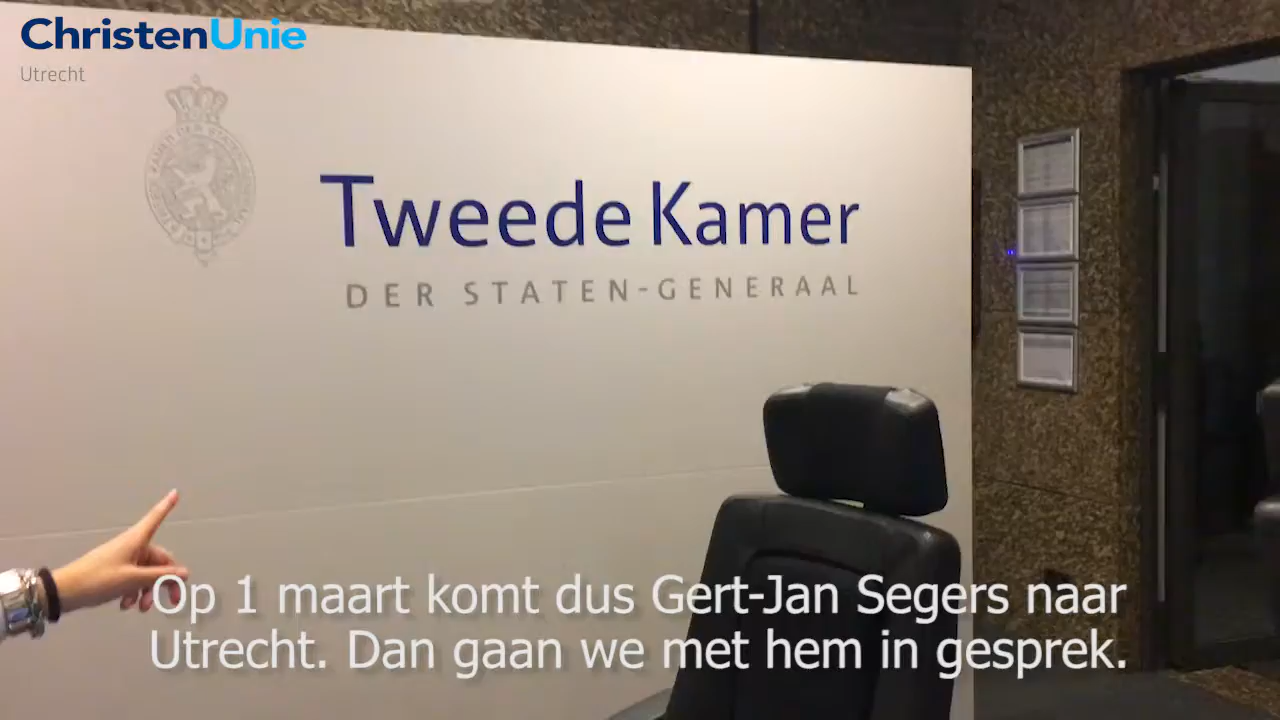 ChristenUnie
Utrecht
Tweede Kamer
DER STATEN-GENERAAL
Op 1 maart komt dus Gert-Jan Segers naar
Utrecht. Dan gaan we met hem in gesprek.